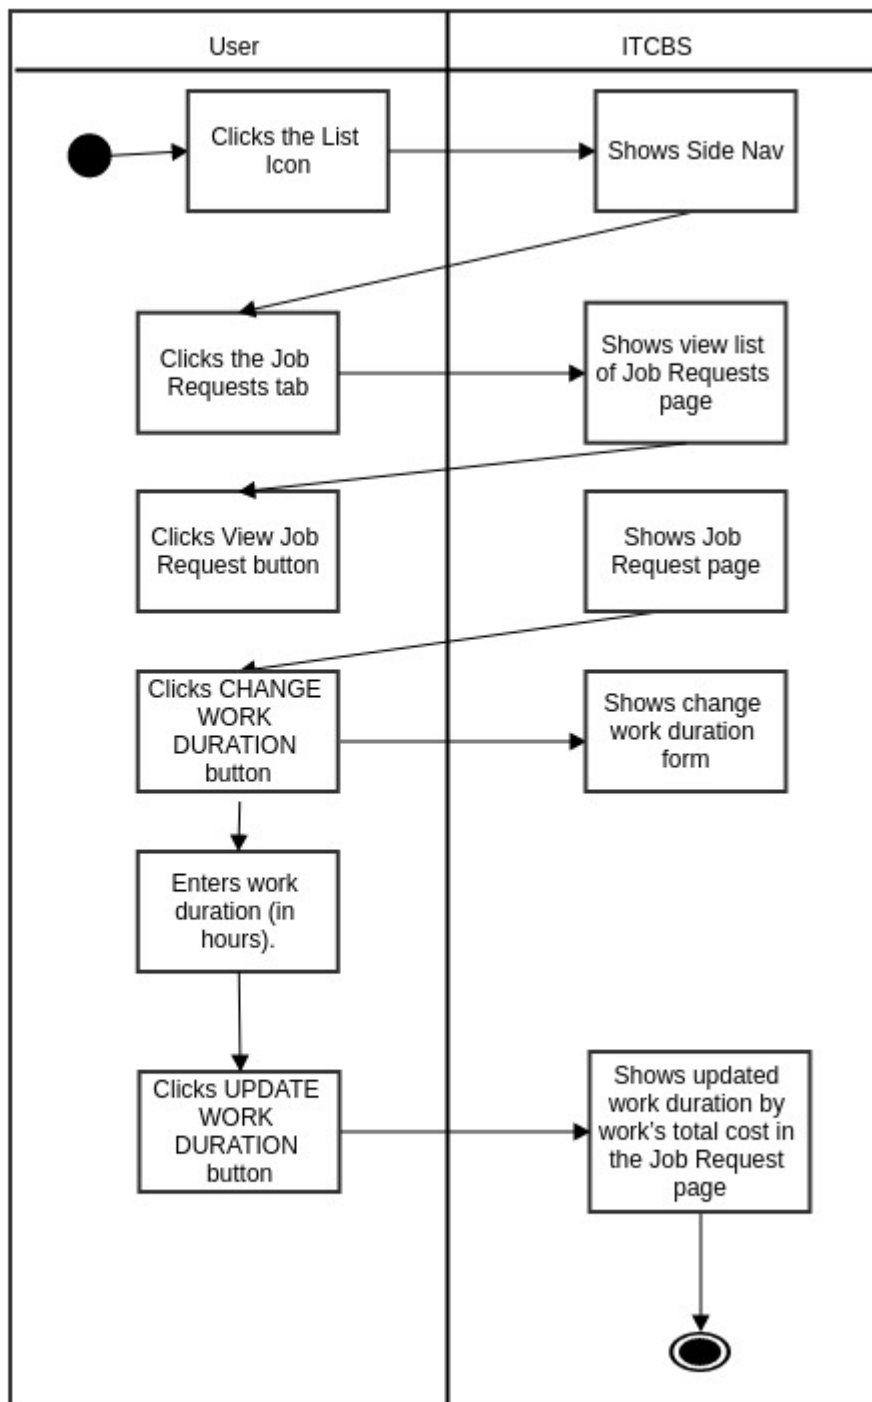 User
ITCBS
Clicks the List
Icon
Shows Side Nav
Clicks the Job
Requests tab
Shows view list
of Job Requests
page
Clicks View Job
Request button
Shows Job
Request page
Clicks CHANGE
WORK
DURATION
button
Shows change
work duration
form
Enters work
duration (in
hours).
Clicks UPDATE
WORK
DURATION
button
Shows updated
work duration by
work's total cost in
the Job Request
page